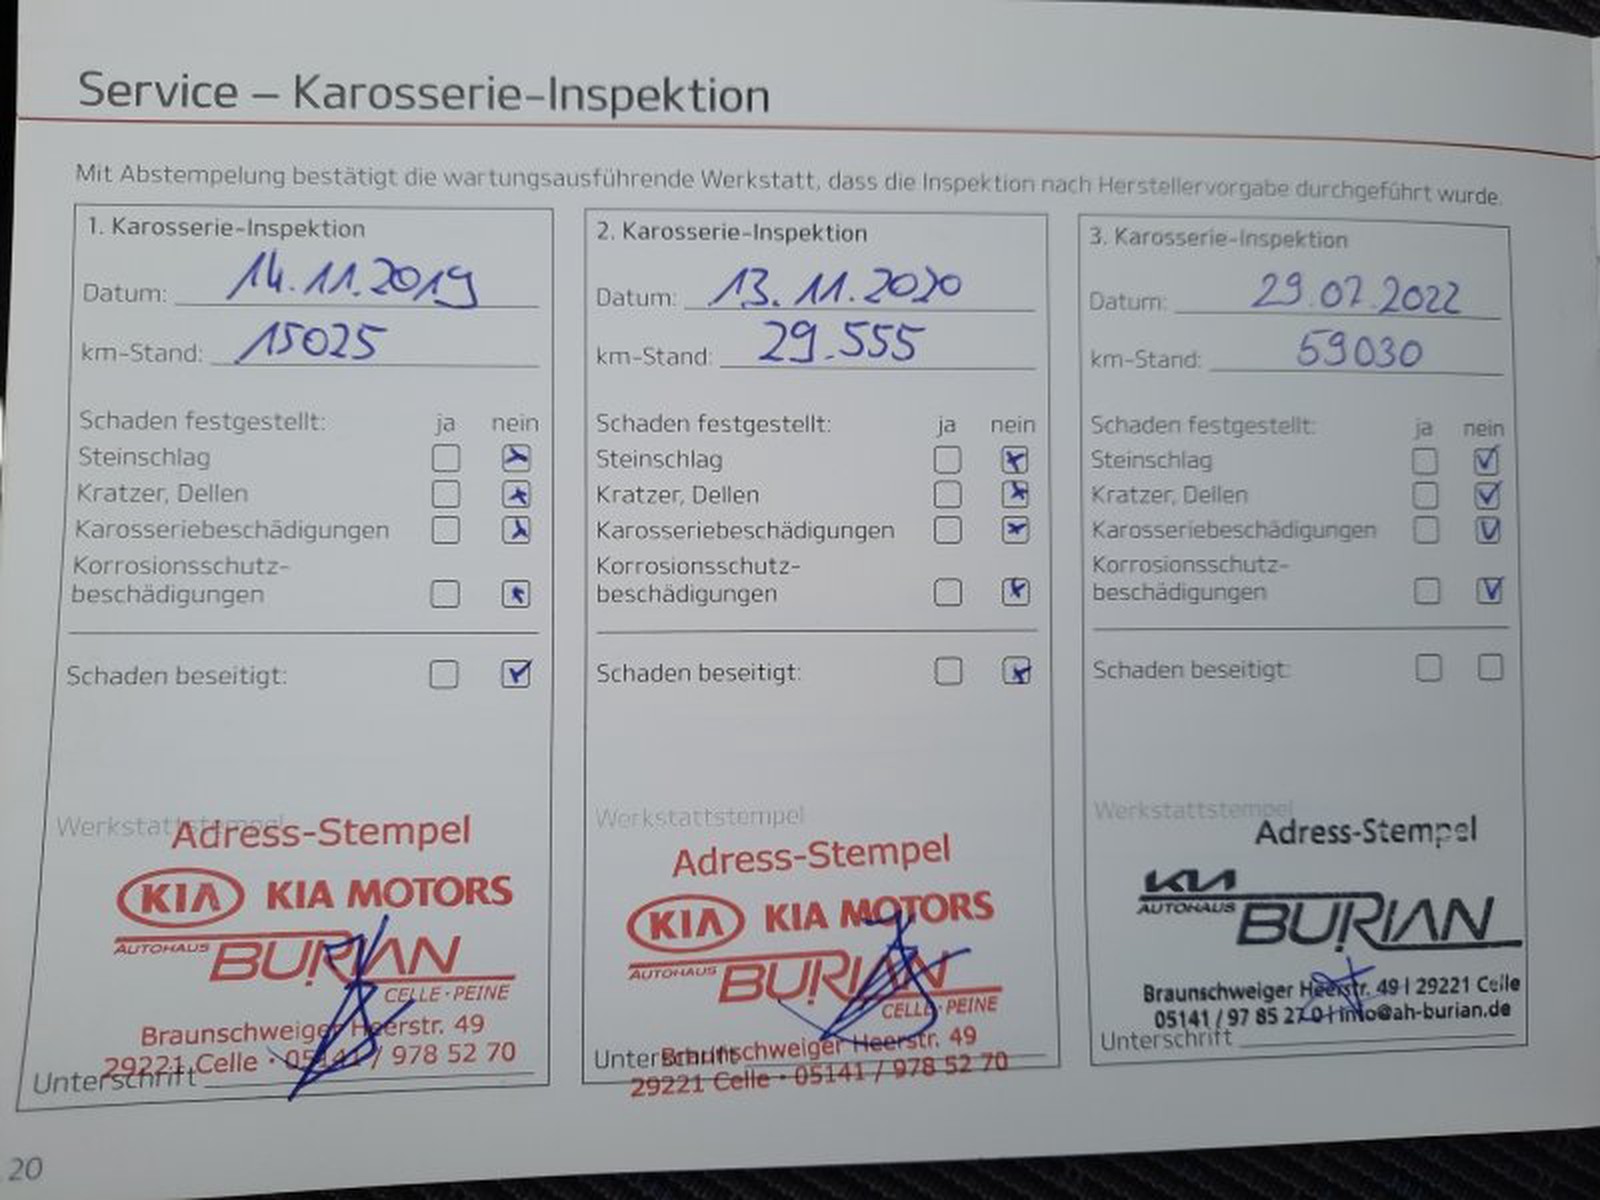 Service – Karosserie-Inspektion
Mit Abstempelung bestätigt die wartungsausführende Werkstatt, dass die Inspektion nach Herstellervorgabe durchgeführt wurde.
1. Karosserie-Inspektion
Datum: 14.11.2019
km-Stand: 15025
Schaden festgestellt: ja nein
Steinschlag
Kratzer, Dellen
Karosseriebeschädigungen
Korrosionsschutz-
beschädigungen
Schaden beseitigt:
Werkstattstempel
Adress-Stempel
KIA KIA MOTORS
AUTOHAUS BURIAN
CELLE · PEINE
Braunschweiger Heerstr. 49
29221 Celle · 05141 / 978 52 70
Unterschrift
2. Karosserie-Inspektion
Datum: 13.11.2020
km-Stand: 29.555
Schaden festgestellt: ja nein
Steinschlag
Kratzer, Dellen
Karosseriebeschädigungen
Korrosionsschutz-
beschädigungen
Schaden beseitigt:
Werkstattstempel
Adress-Stempel
KIA KIA MOTORS
AUTOHAUS BURIAN
CELLE · PEINE
Braunschweiger Heerstr. 49
Unterschrift
29221 Celle · 05141 / 978 52 70
3. Karosserie-Inspektion
Datum: 29.07.2022
km-Stand: 59030
Schaden festgestellt: ja nein
Steinschlag
Kratzer, Dellen
Karosseriebeschädigungen
Korrosionsschutz-
beschädigungen
Schaden beseitigt:
Werkstattstempel
Adress-Stempel
KIA
AUTOHAUS BURIAN
Braunschweiger Heerstr. 49 | 29221 Celle
05141 / 97 85 27 0 | info@ah-burian.de
Unterschrift
20